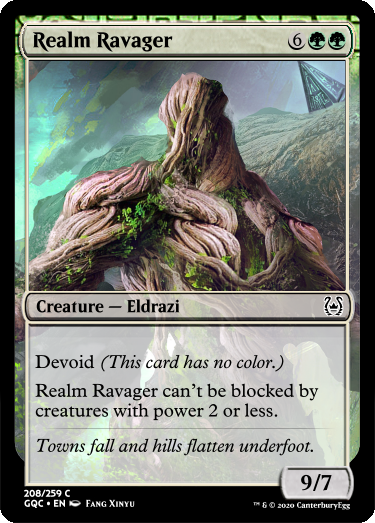 Realm Ravager 6
Creature — Eldrazi
Devoid (This card has no color.)
Realm Ravager can't be blocked by
creatures with power 2 or less.
Towns fall and hills flatten underfoot.
9/7
208/259 C
GQC • EN Fang Xinyu
™ & © 2020 CanterburyEgg